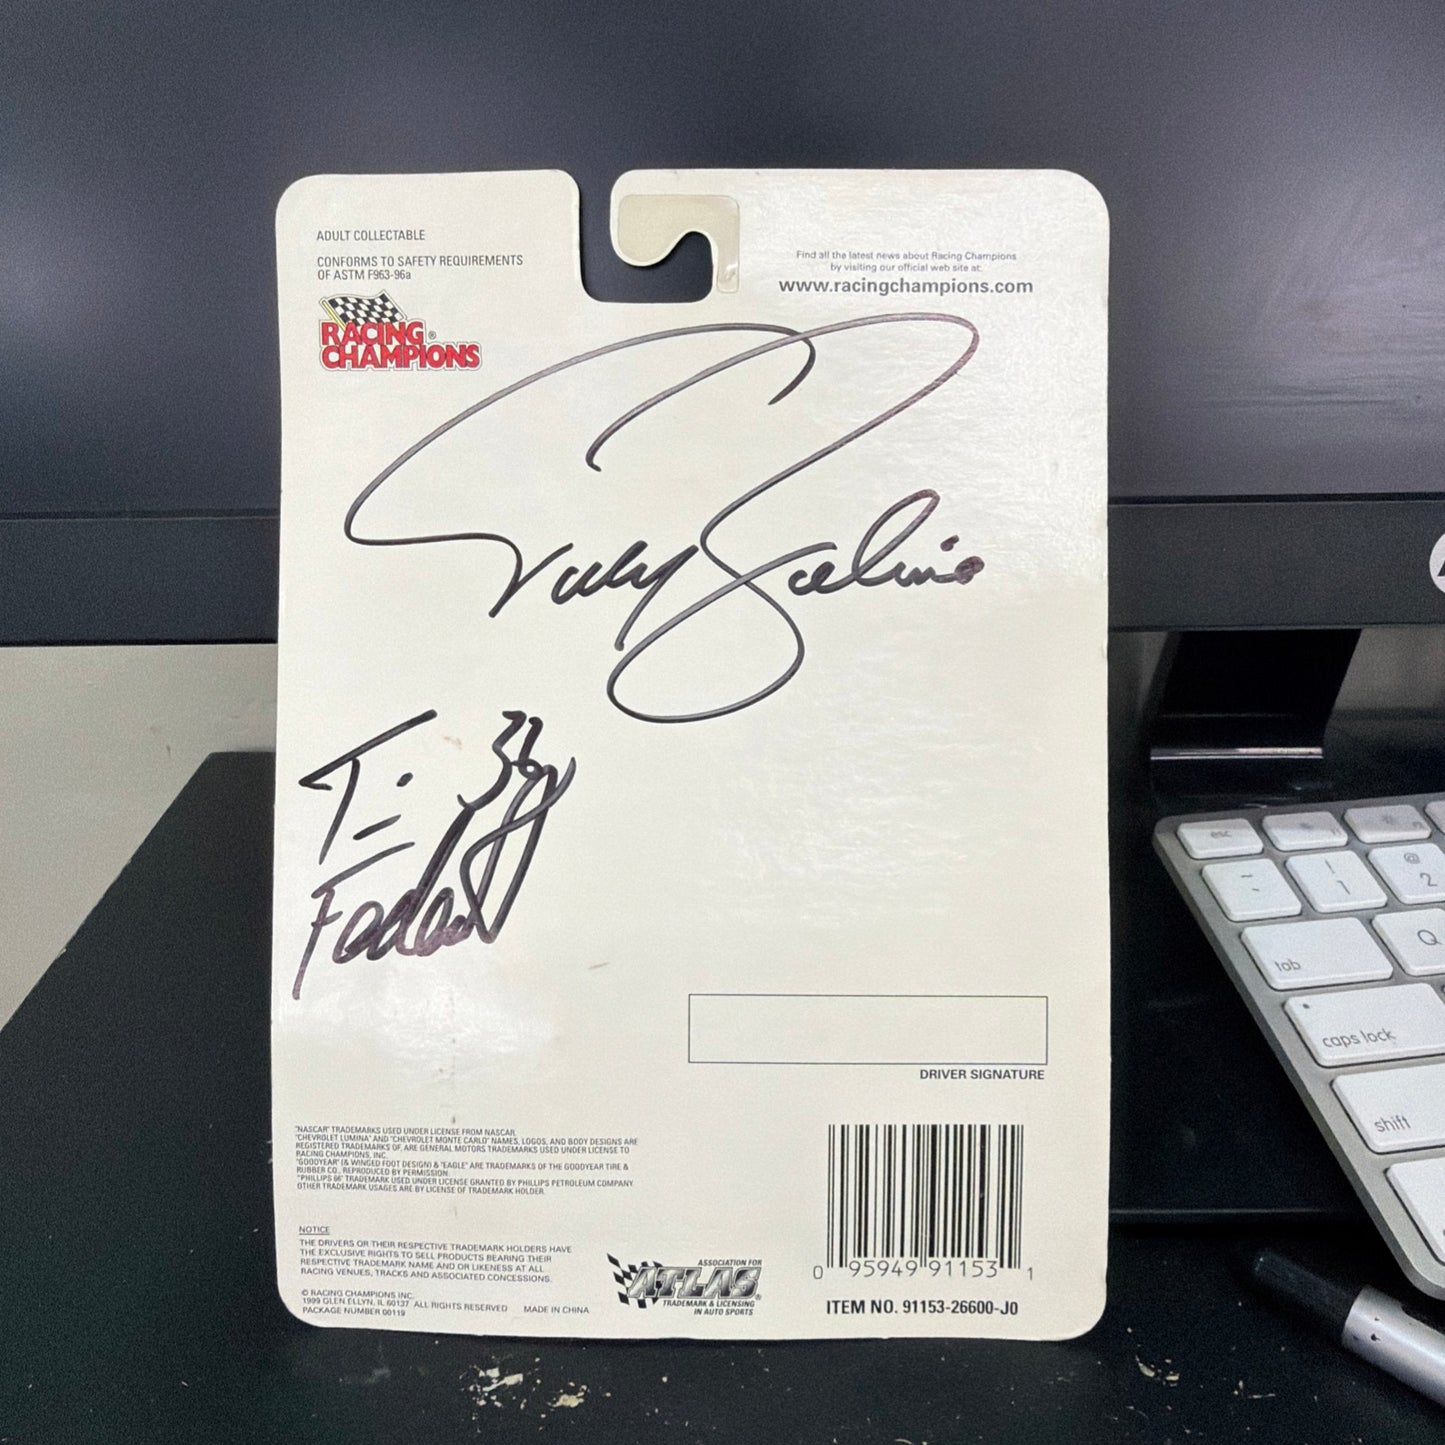 ADULT COLLECTABLE
CONFORMS TO SAFETY REQUIREMENTS
OF ASTM F963-96a
RACING®
CHAMPIONS
Find all the latest news about Racing Champions
by visiting our official web site at:
www.racingchampions.com
Tim 36
Fedewa
DRIVER SIGNATURE
"NASCAR" TRADEMARKS USED UNDER LICENSE FROM NASCAR.
"CHEVROLET LUMINA" AND "CHEVROLET MONTE CARLO" NAMES, LOGOS, AND BODY DESIGNS ARE
REGISTERED TRADEMARKS OF, ARE GENERAL MOTORS TRADEMARKS USED UNDER LICENSE TO
RACING CHAMPIONS, INC.
"GOODYEAR" (& WINGED FOOT DESIGN) & "EAGLE" ARE TRADEMARKS OF THE GOODYEAR TIRE &
RUBBER CO., REPRODUCED BY PERMISSION.
"PHILLIPS 66" TRADEMARK USED UNDER LICENSE GRANTED BY PHILLIPS PETROLEUM COMPANY.
OTHER TRADEMARK USAGES ARE BY LICENSE OF TRADEMARK HOLDER.
NOTICE
THE DRIVERS OR THEIR RESPECTIVE TRADEMARK HOLDERS HAVE
THE EXCLUSIVE RIGHTS TO SELL PRODUCTS BEARING THEIR
RESPECTIVE TRADEMARK NAME AND OR LIKENESS AT ALL
RACING VENUES, TRACKS AND ASSOCIATED CONCESSIONS.
© RACING CHAMPIONS INC.
1999 GLEN ELLYN, IL 60137 ALL RIGHTS RESERVED MADE IN CHINA
PACKAGE NUMBER 00119
ASSOCIATION FOR
ATLAS®
TRADEMARK & LICENSING
IN AUTO SPORTS
0 95949 91153 1
ITEM NO. 91153-26600-J0
esc
~
!
1
@
2
tab
Q
caps lock
shift